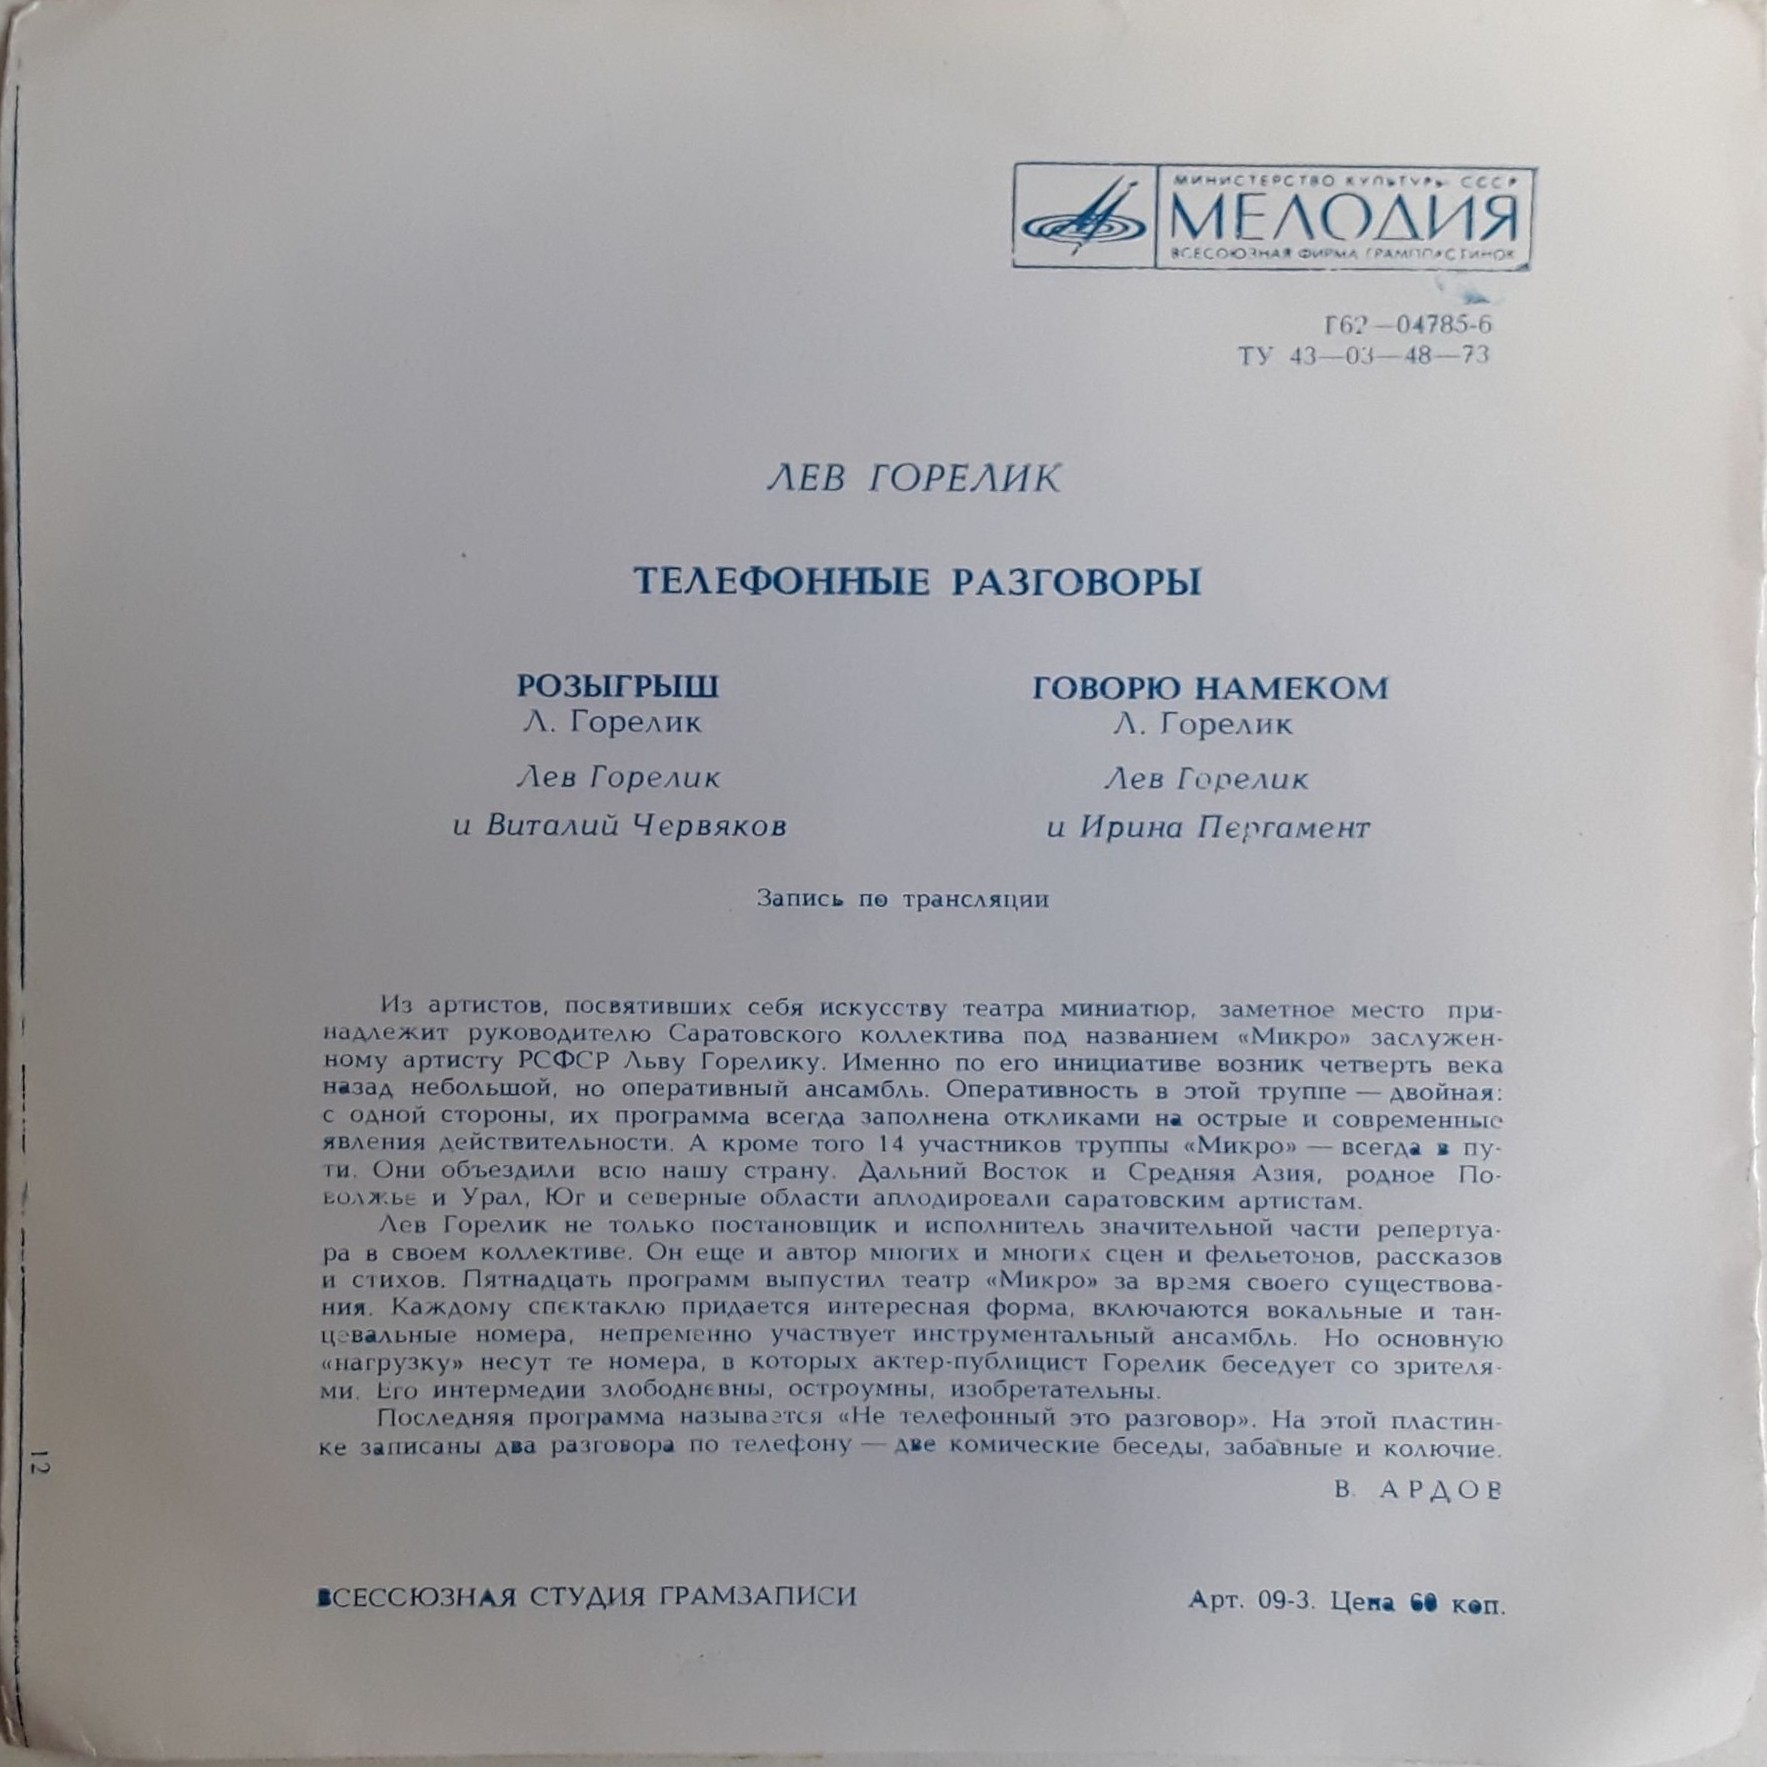 МИНИСТЕРСТВО КУЛЬТУРЫ СССР
МЕЛОДИЯ
ВСЕСОЮЗНАЯ ФИРМА ГРАМПЛАСТИНОК
Г62—04785-6
ТУ 43—03—48—73
ЛЕВ ГОРЕЛИК
ТЕЛЕФОННЫЕ РАЗГОВОРЫ
РОЗЫГРЫШ
Л. Горелик
Лев Горелик
и Виталий Червяков
ГОВОРЮ НАМЕКОМ
Л. Горелик
Лев Горелик
и Ирина Пергамент
Запись по трансляции
Из артистов, посвятивших себя искусству театра миниатюр, заметное место при-
надлежит руководителю Саратовского коллектива под названием «Микро» заслужен-
ному артисту РСФСР Льву Горелику. Именно по его инициативе возник четверть века
назад небольшой, но оперативный ансамбль. Оперативность в этой труппе — двойная:
с одной стороны, их программа всегда заполнена откликами на острые и современные
явления действительности. А кроме того 14 участников труппы «Микро» — всегда в пу-
ти. Они объездили всю нашу страну. Дальний Восток и Средняя Азия, родное По-
волжье и Урал, Юг и северные области аплодировали саратовским артистам.
Лев Горелик не только постановщик и исполнитель значительной части репертуа-
ра в своем коллективе. Он еще и автор многих и многих сцен и фельетонов, рассказов
и стихов. Пятнадцать программ выпустил театр «Микро» за время своего существова-
ния. Каждому спектаклю придается интересная форма, включаются вокальные и тан-
цевальные номера, непременно участвует инструментальный ансамбль. Но основную
«нагрузку» несут те номера, в которых актер-публицист Горелик беседует со зрителя-
ми. Его интермедии злободневны, остроумны, изобретательны.
Последняя программа называется «Не телефонный это разговор». На этой пластин-
ке записаны два разговора по телефону — две комические беседы, забавные и колючие.
В. АРДОВ
12
ВСЕССЮЗНАЯ СТУДИЯ ГРАМЗАПИСИ
Арт. 09-3. Цена 60 коп.